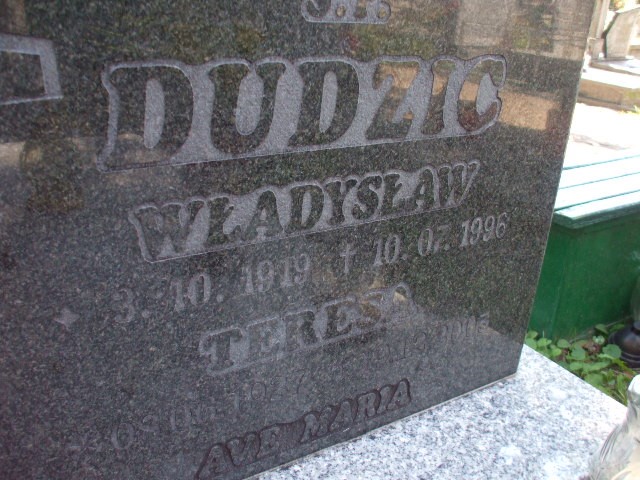 Ś.P.
DUDZIC
WŁADYSŁAW
3.10.1919 † 10.07.1996
TERESA
AVE MARIA